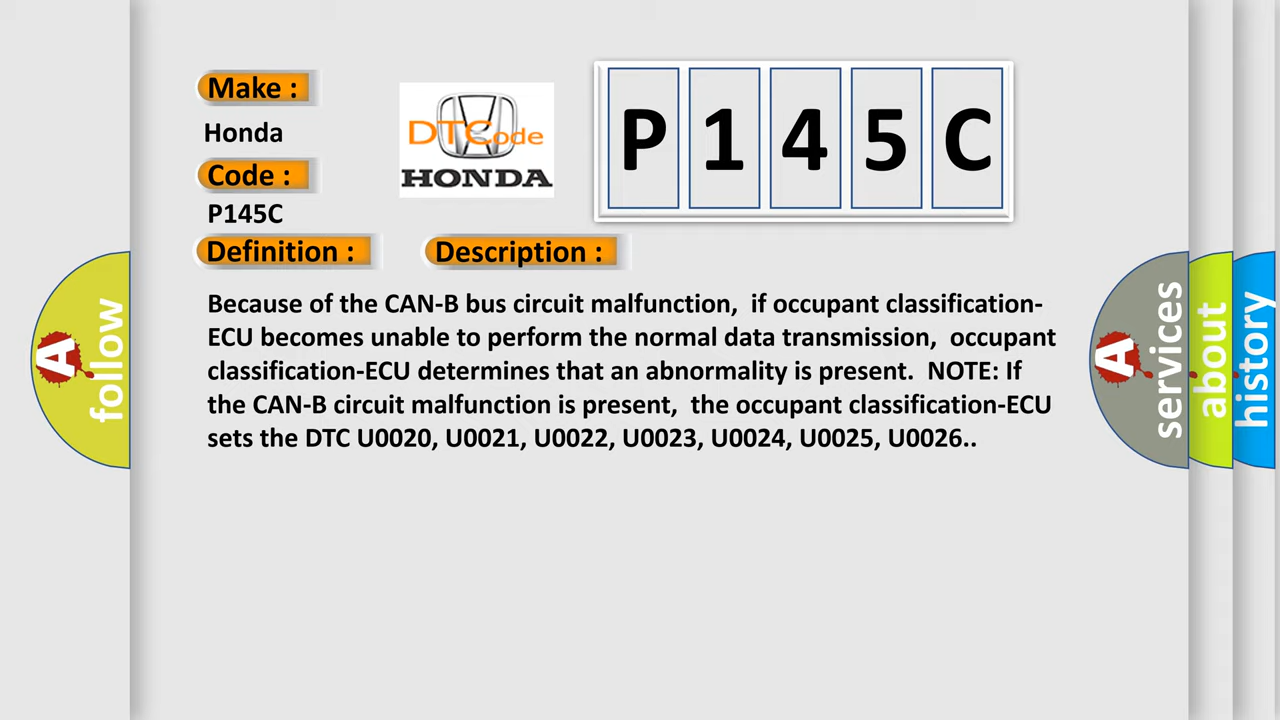 Make :
Honda
Code :
P145C
Definition :
Description :
DTCode
HONDA
P145C
Because of the CAN-B bus circuit malfunction, if occupant classification-
ECU becomes unable to perform the normal data transmission, occupant
classification-ECU determines that an abnormality is present. NOTE: If
the CAN-B circuit malfunction is present, the occupant classification-ECU
sets the DTC U0020, U0021, U0022, U0023, U0024, U0025, U0026..
A
follow
A
services
about
history